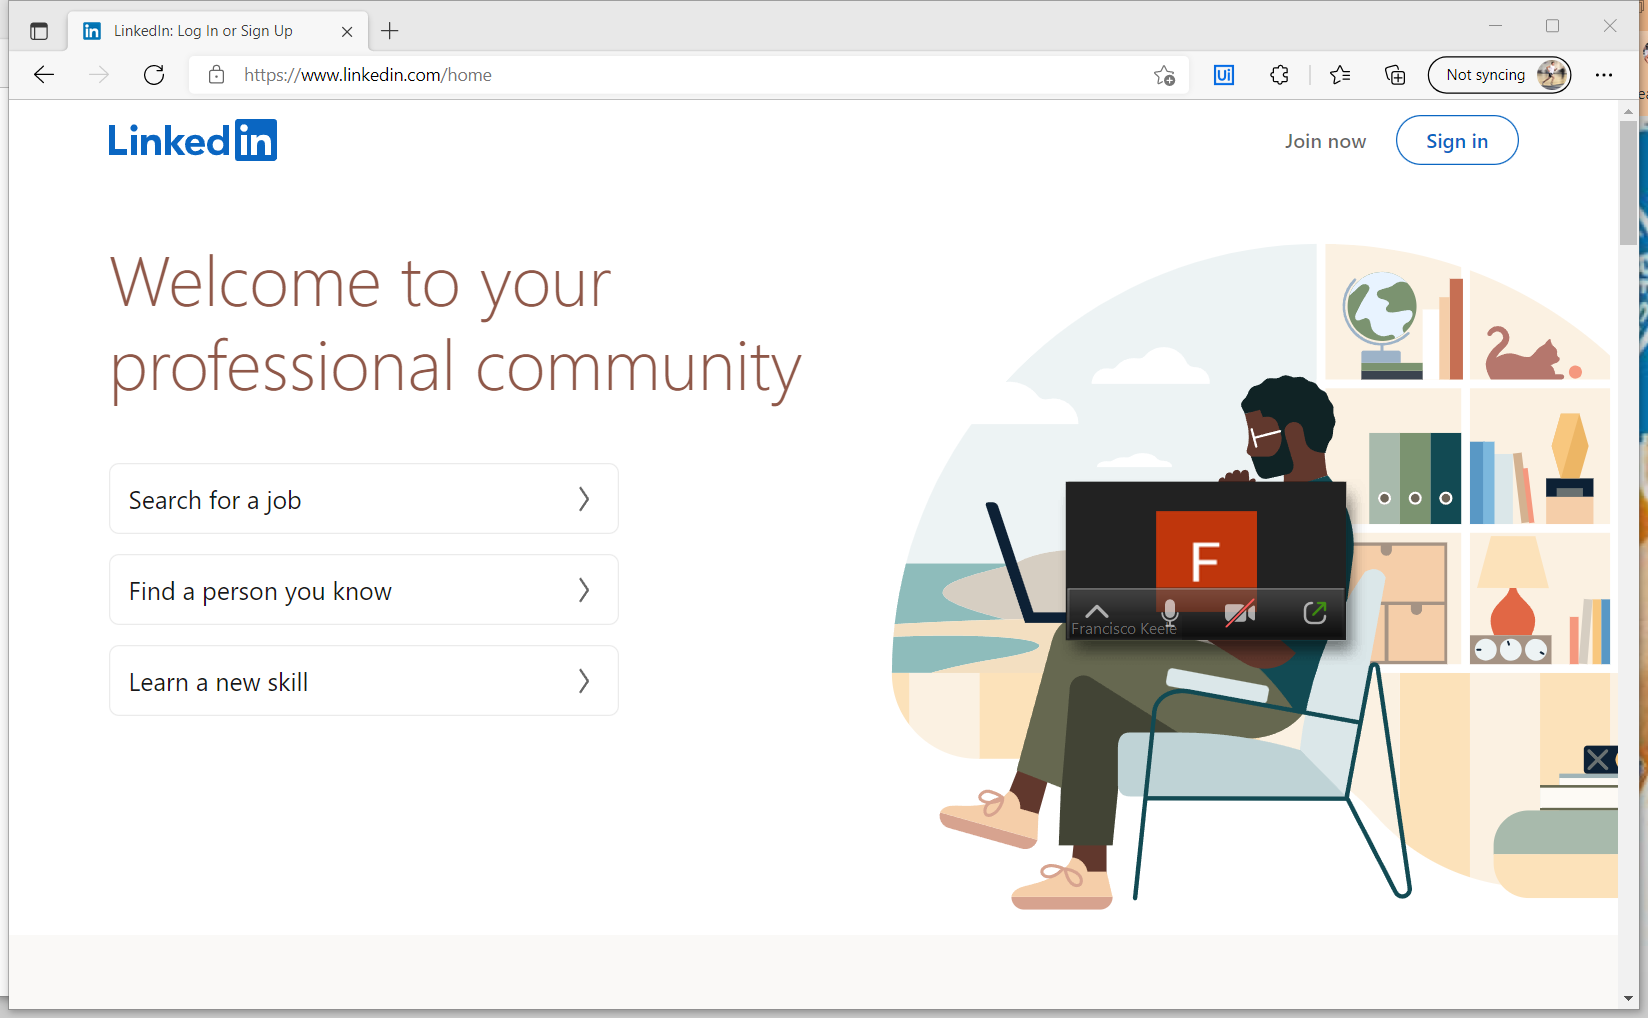 LinkedIn: Log In or Sign Up
https://www.linkedin.com/home
Ui
Not syncing
Linked in
Join now
Sign in
Welcome to your
professional community
Search for a job
Find a person you know
Learn a new skill
F
Francisco Keele